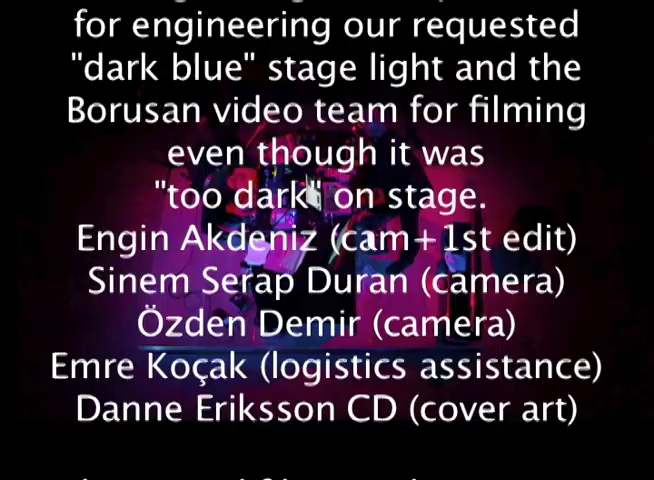 for engineering our requested
"dark blue" stage light and the
Borusan video team for filming
even though it was
"too dark" on stage.
Engin Akdeniz (cam+1st edit)
Sinem Serap Duran (camera)
Özden Demir (camera)
Emre Koçak (logistics assistance)
Danne Eriksson CD (cover art)